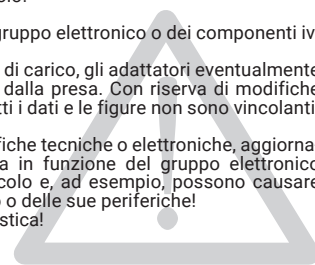 gruppo elettronico o dei componenti iv
di carico, gli adattatori eventualmente
dalla presa. Con riserva di modifiche
tti i dati e le figure non sono vincolanti
fiche tecniche o elettroniche, aggiorna
a in funzione del gruppo elettronico
colo e, ad esempio, possono causare
o o delle sue periferiche!
stica!